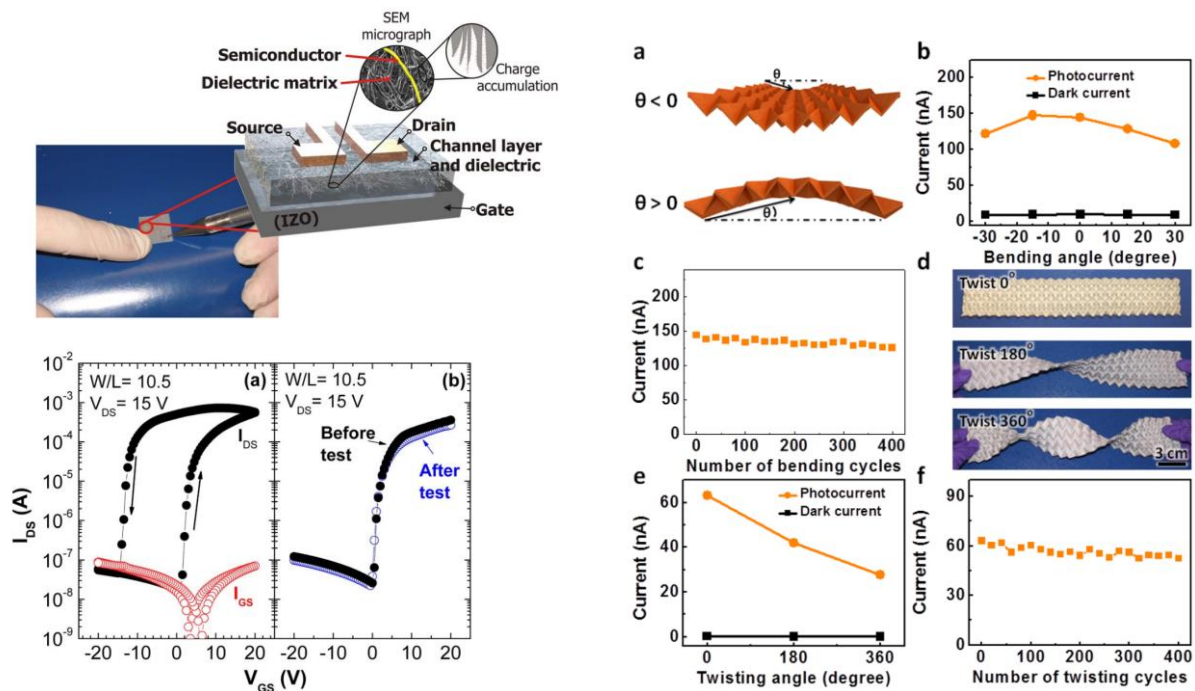 SEM
micrograph
Semiconductor
Dielectric matrix
Charge
accumulation
Source
Drain
Channel layer
and dielectric
(IZO)
Gate
(a)
W/L= 10.5
V_DS= 15 V
I_DS
I_GS
10⁻²
10⁻³
10⁻⁴
10⁻⁵
10⁻⁶
10⁻⁷
10⁻⁸
10⁻⁹
I_DS (A)
-20 -10 0 10 20
(b)
W/L= 10.5
V_DS= 15 V
Before
test
After
test
-20 -10 0 10 20
V_GS (V)
a
θ < 0
θ
θ > 0
θ)
b
Photocurrent
Dark current
200
150
100
50
0
Current (nA)
-30 -20 -10 0 10 20 30
Bending angle (degree)
c
200
150
100
50
0
Current (nA)
0 100 200 300 400
Number of bending cycles
d
Twist 0°
Twist 180°
Twist 360°
3 cm
e
Photocurrent
Dark current
60
40
20
0
Current (nA)
0 180 360
Twisting angle (degree)
f
90
60
30
0
Current (nA)
0 100 200 300 400
Number of twisting cycles